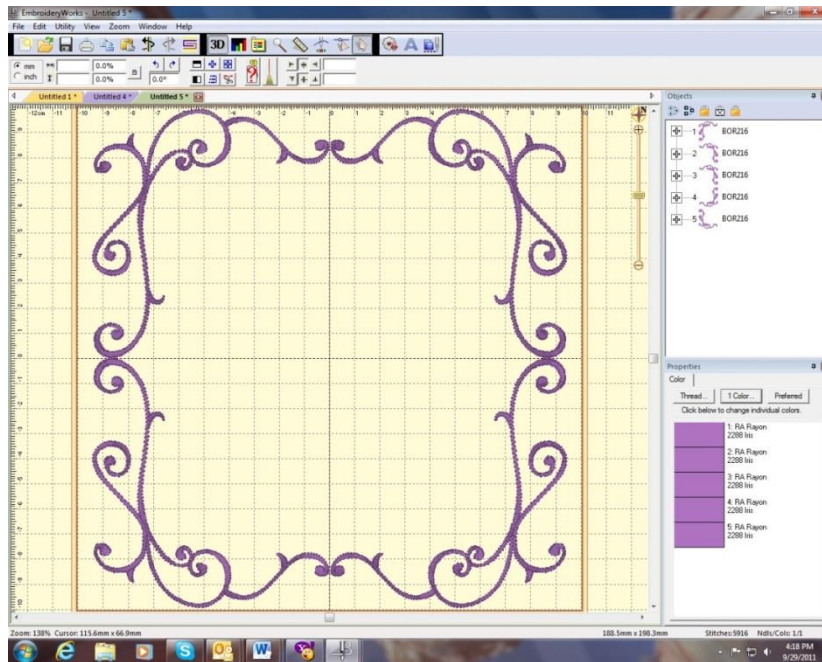 EmbroideryWorks - Untitled 5 *
File Edit Utility View Zoom Window Help
3D
mm 0.0%
inch 0.0% 0.0°
Untitled 1 * Untitled 4 * Untitled 5 *
Objects
1 BOR216
2 BOR216
3 BOR216
4 BOR216
5 BOR216
Properties
Color
Thread... 1 Color... Preferred
Click below to change individual colors.
1: RA Rayon
2288 Iris
2: RA Rayon
2288 Iris
3: RA Rayon
2288 Iris
4: RA Rayon
2288 Iris
5: RA Rayon
2288 Iris
Zoom: 138% Cursor: 115.6mm x 66.9mm 188.5mm x 198.3mm Stitches:5916 Ndls/Cols: 1/1
4:18 PM
9/29/2011